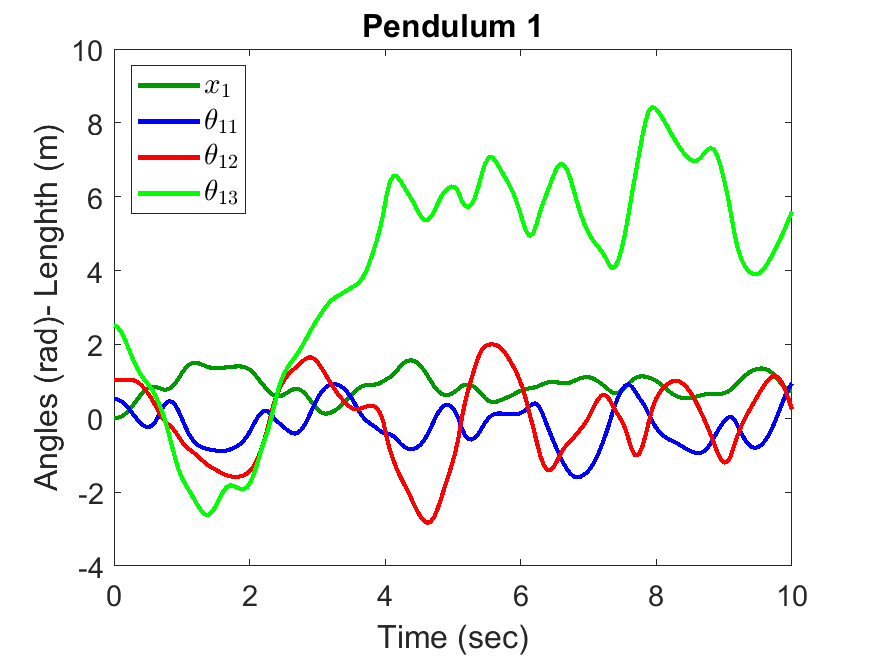 Pendulum 1
10
8
6
4
2
0
-2
-4
0 2 4 6 8 10
Angles (rad)- Lenghth (m)
Time (sec)
x₁
θ₁₁
θ₁₂
θ₁₃